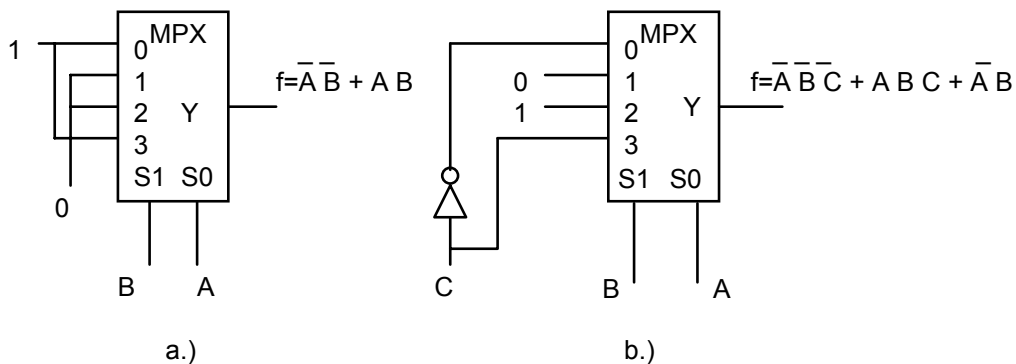 1
0
MPX
1
2
3
Y
S1 S0
0
B A
f=A̅ B̅ + A B
a.)
0
MPX
1
2
3
Y
S1 S0
0
1
C
B A
f=A̅ B̅ C̅ + A B C + A̅ B
b.)